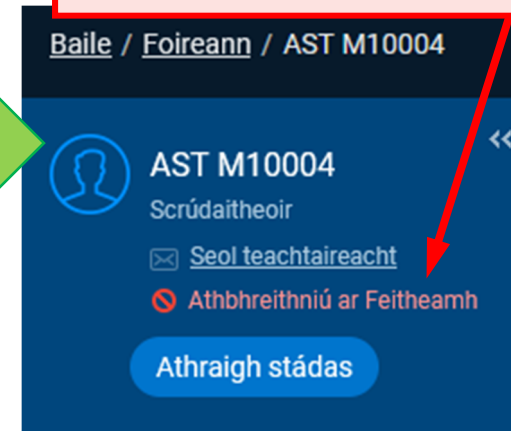 Baile / Foireann / AST M10004
AST M10004
Scrúdaitheoir
Seol teachtaireacht
Athbhreithniú ar Feitheamh
Athraigh stádas